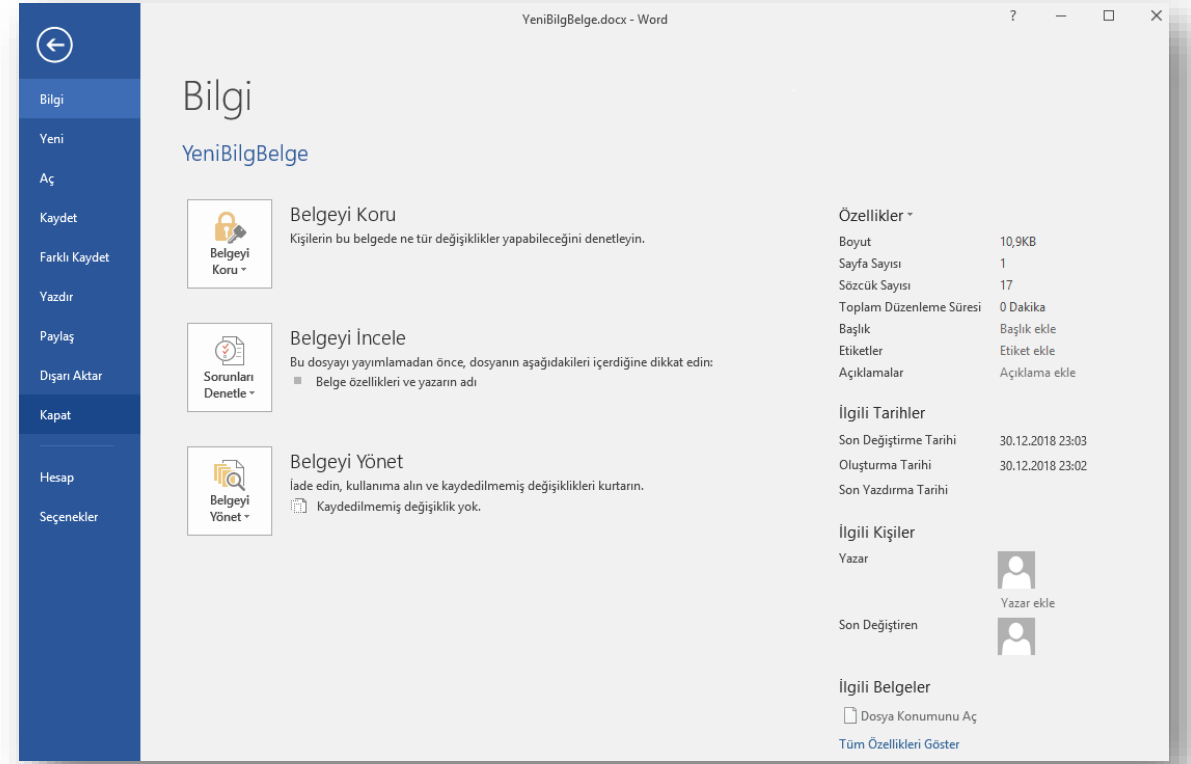 YeniBilgBelge.docx - Word
?
Bilgi
Yeni
Aç
Kaydet
Farklı Kaydet
Yazdır
Paylaş
Dışarı Aktar
Kapat
Hesap
Seçenekler
Bilgi
YeniBilgBelge
Belgeyi
Koru
Belgeyi Koru
Kişilerin bu belgede ne tür değişiklikler yapabileceğini denetleyin.
Sorunları
Denetle
Belgeyi İncele
Bu dosyayı yayımlamadan önce, dosyanın aşağıdakileri içerdiğine dikkat edin:
Belge özellikleri ve yazarın adı
Belgeyi
Yönet
Belgeyi Yönet
İade edin, kullanıma alın ve kaydedilmemiş değişiklikleri kurtarın.
Kaydedilmemiş değişiklik yok.
Özellikler
Boyut 10,9KB
Sayfa Sayısı 1
Sözcük Sayısı 17
Toplam Düzenleme Süresi 0 Dakika
Başlık Başlık ekle
Etiketler Etiket ekle
Açıklamalar Açıklama ekle
İlgili Tarihler
Son Değiştirme Tarihi 30.12.2018 23:03
Oluşturma Tarihi 30.12.2018 23:02
Son Yazdırma Tarihi
İlgili Kişiler
Yazar
Yazar ekle
Son Değiştiren
İlgili Belgeler
Dosya Konumunu Aç
Tüm Özellikleri Göster